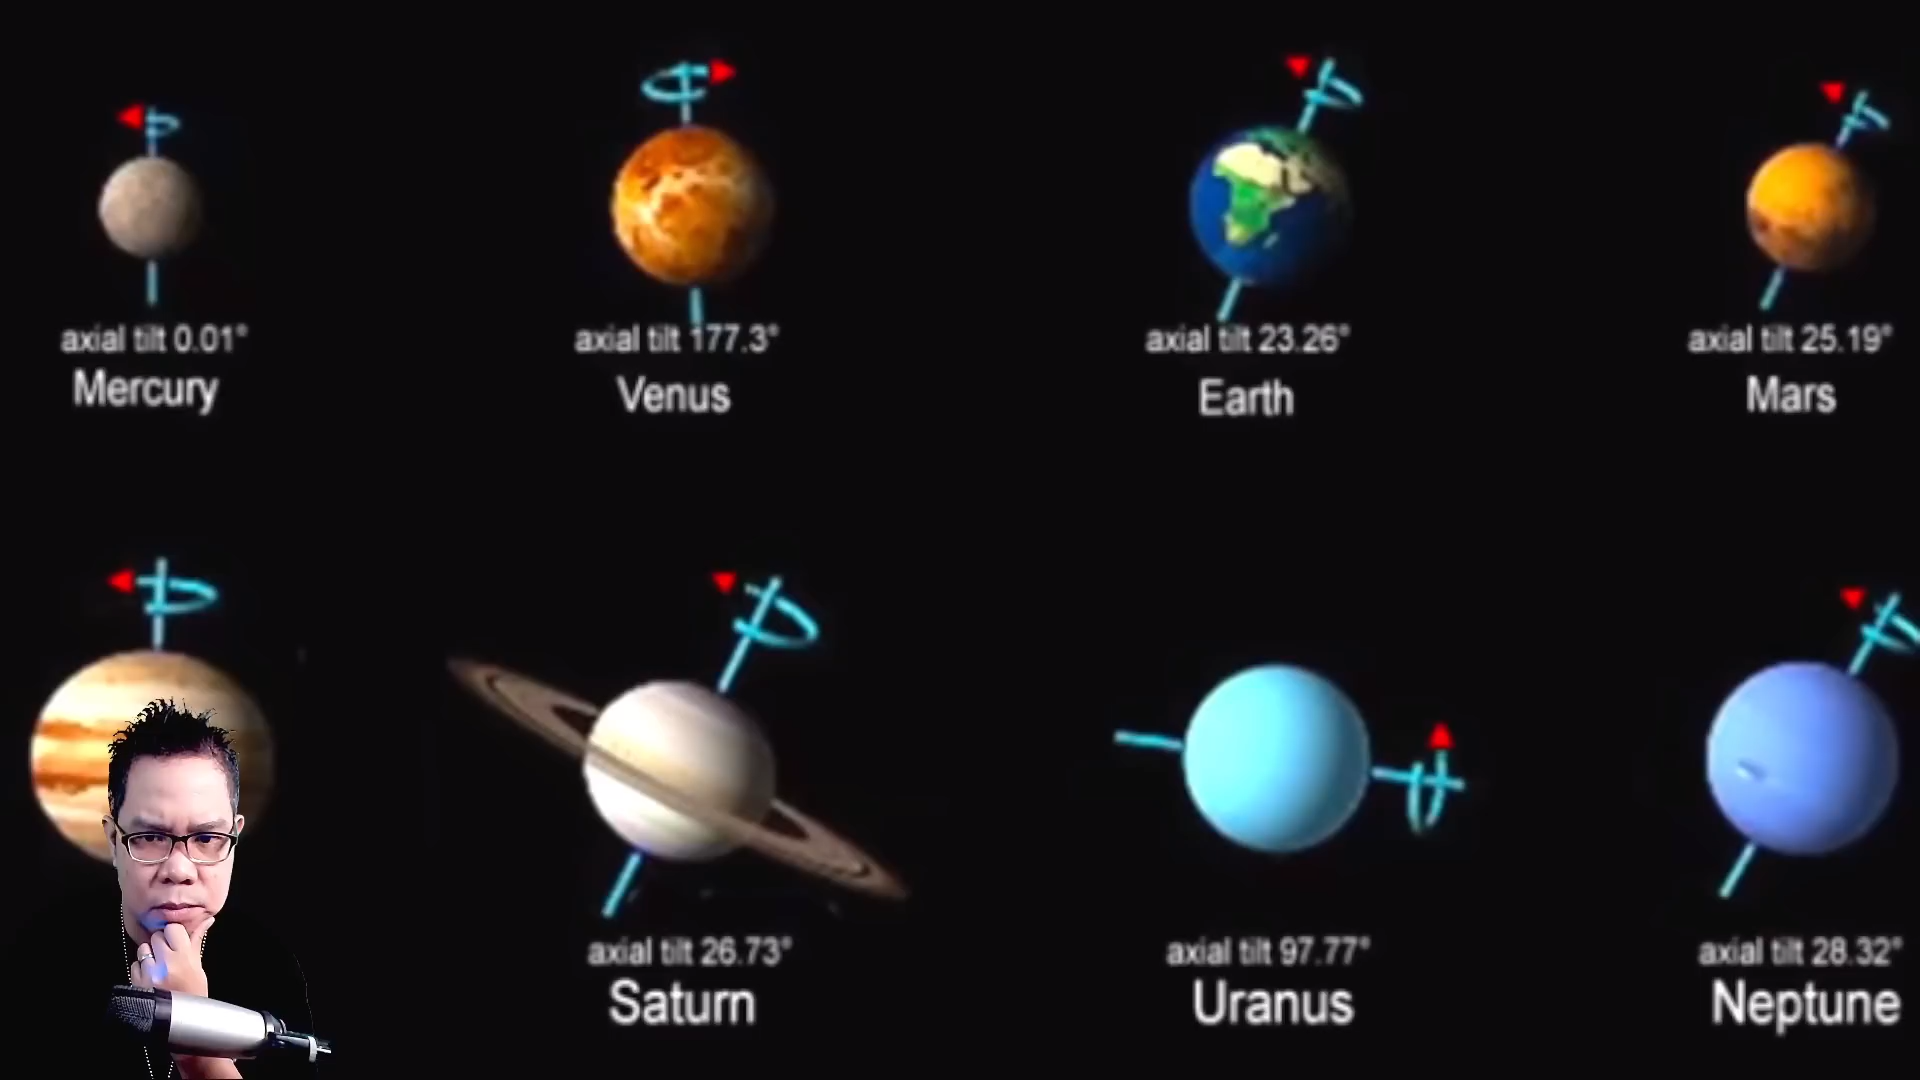 axial tilt 0.01°
Mercury
axial tilt 177.3°
Venus
axial tilt 23.26°
Earth
axial tilt 25.19°
Mars
axial tilt 26.73°
Saturn
axial tilt 97.77°
Uranus
axial tilt 28.32°
Neptune